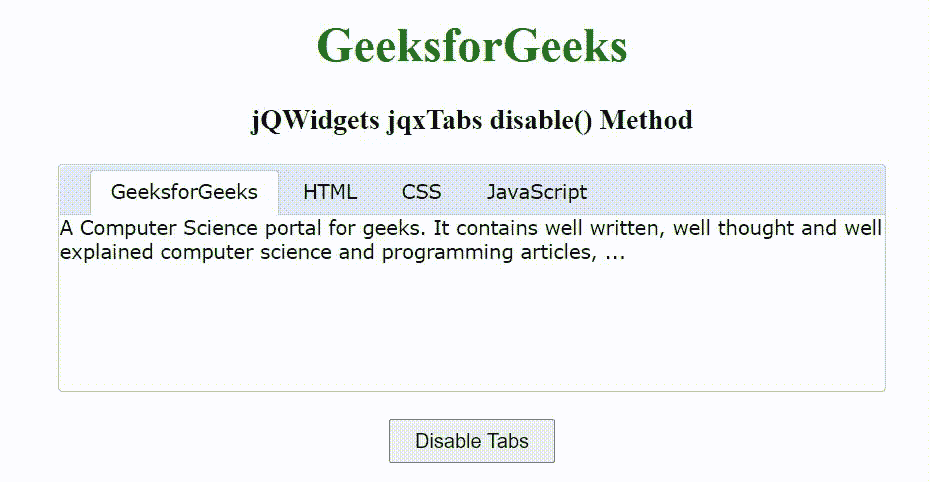 GeeksforGeeks
jQWidgets jqxTabs disable() Method
GeeksforGeeks HTML CSS JavaScript
A Computer Science portal for geeks. It contains well written, well thought and well
explained computer science and programming articles, ...
Disable Tabs